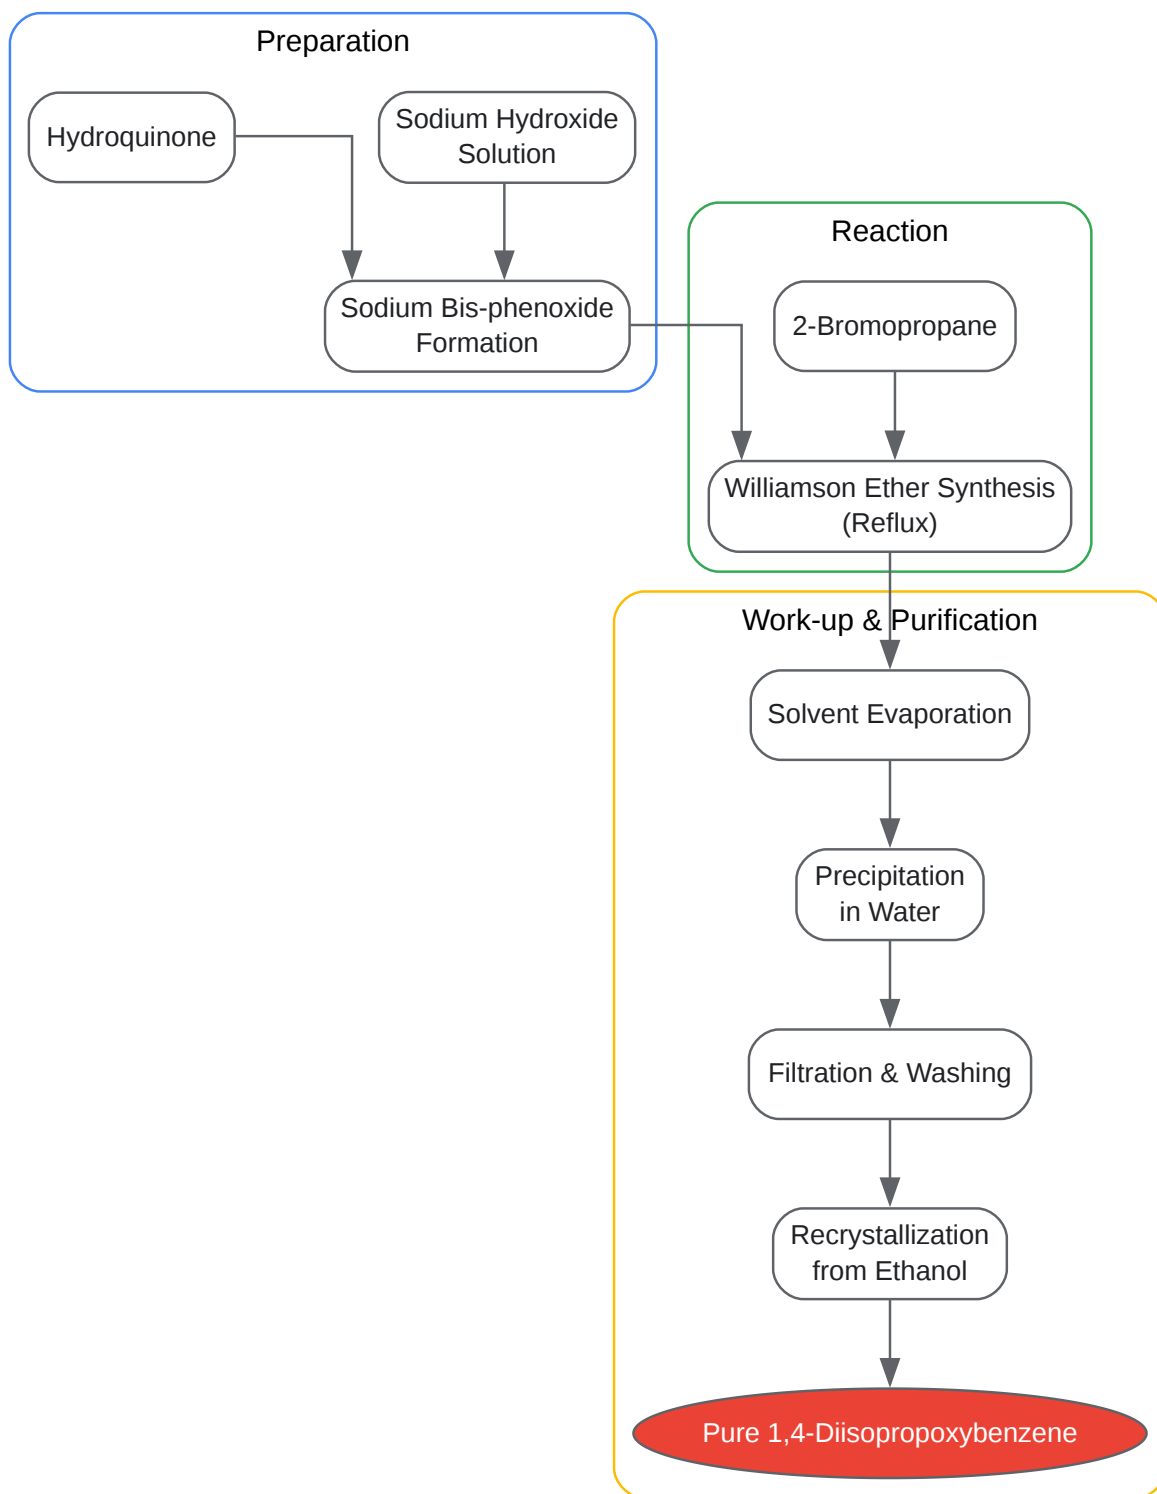 Preparation
Hydroquinone
Sodium Hydroxide
Solution
Sodium Bis-phenoxide
Formation
Reaction
2-Bromopropane
Williamson Ether Synthesis
(Reflux)
Work-up & Purification
Solvent Evaporation
Precipitation
in Water
Filtration & Washing
Recrystallization
from Ethanol
Pure 1,4-Diisopropoxybenzene